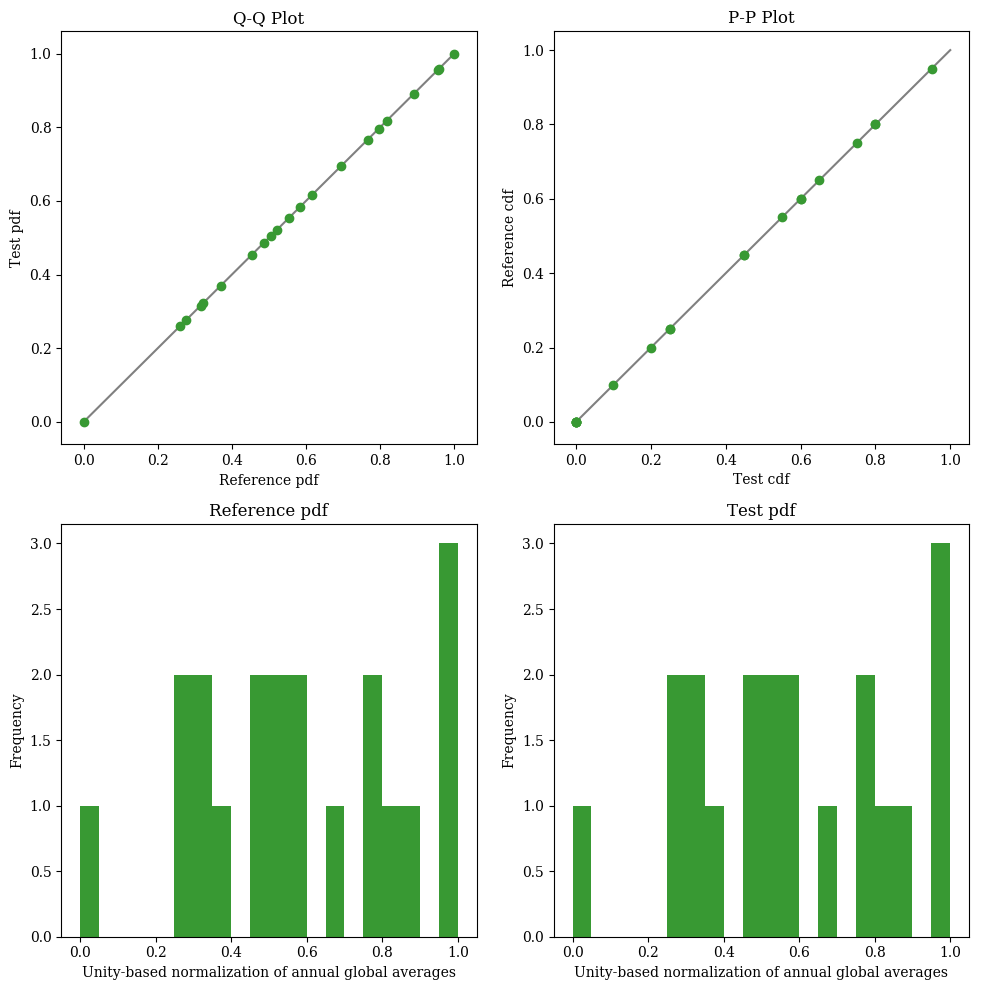 Q-Q Plot
1.0
0.8
0.6
0.4
0.2
0.0
Test pdf
0.0 0.2 0.4 0.6 0.8 1.0
Reference pdf
P-P Plot
1.0
0.8
0.6
0.4
0.2
0.0
Reference cdf
0.0 0.2 0.4 0.6 0.8 1.0
Test cdf
Reference pdf
3.0
2.5
2.0
1.5
1.0
0.5
0.0
Frequency
0.0 0.2 0.4 0.6 0.8 1.0
Unity-based normalization of annual global averages
Test pdf
3.0
2.5
2.0
1.5
1.0
0.5
0.0
Frequency
0.0 0.2 0.4 0.6 0.8 1.0
Unity-based normalization of annual global averages